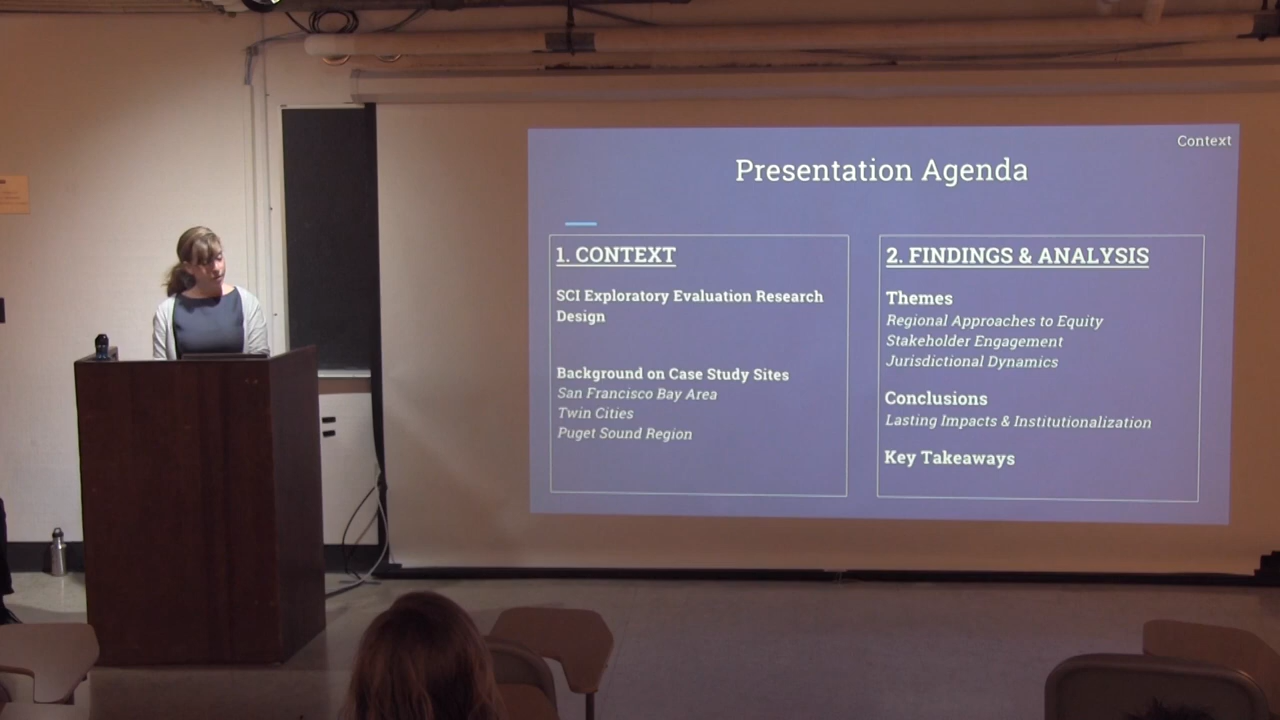 Context
Presentation Agenda
1. CONTEXT
SCI Exploratory Evaluation Research
Design
Background on Case Study Sites
San Francisco Bay Area
Twin Cities
Puget Sound Region
2. FINDINGS & ANALYSIS
Themes
Regional Approaches to Equity
Stakeholder Engagement
Jurisdictional Dynamics
Conclusions
Lasting Impacts & Institutionalization
Key Takeaways